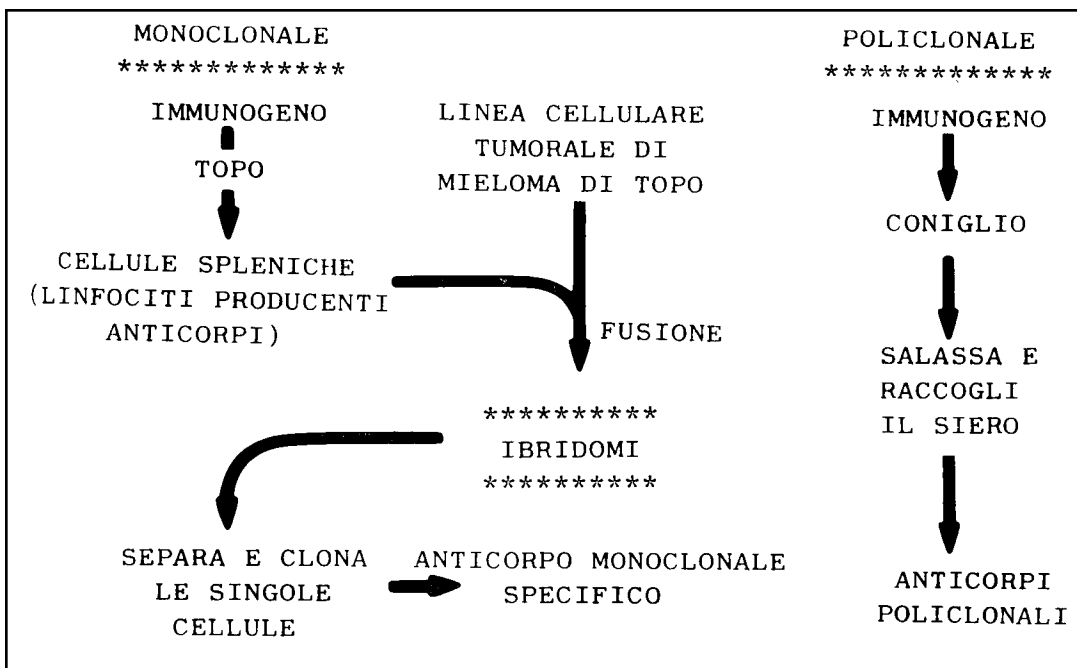 MONOCLONALE
*************
IMMUNOGENO
TOPO
CELLULE SPLENICHE
(LINFOCITI PRODUCENTI
ANTICORPI)
LINEA CELLULARE
TUMORALE DI
MIELOMA DI TOPO
FUSIONE
**********
IBRIDOMI
**********
SEPARA E CLONA
LE SINGOLE
CELLULE
ANTICORPO MONOCLONALE
SPECIFICO
POLICLONALE
*************
IMMUNOGENO
CONIGLIO
SALASSA E
RACCOGLI
IL SIERO
ANTICORPI
POLICLONALI